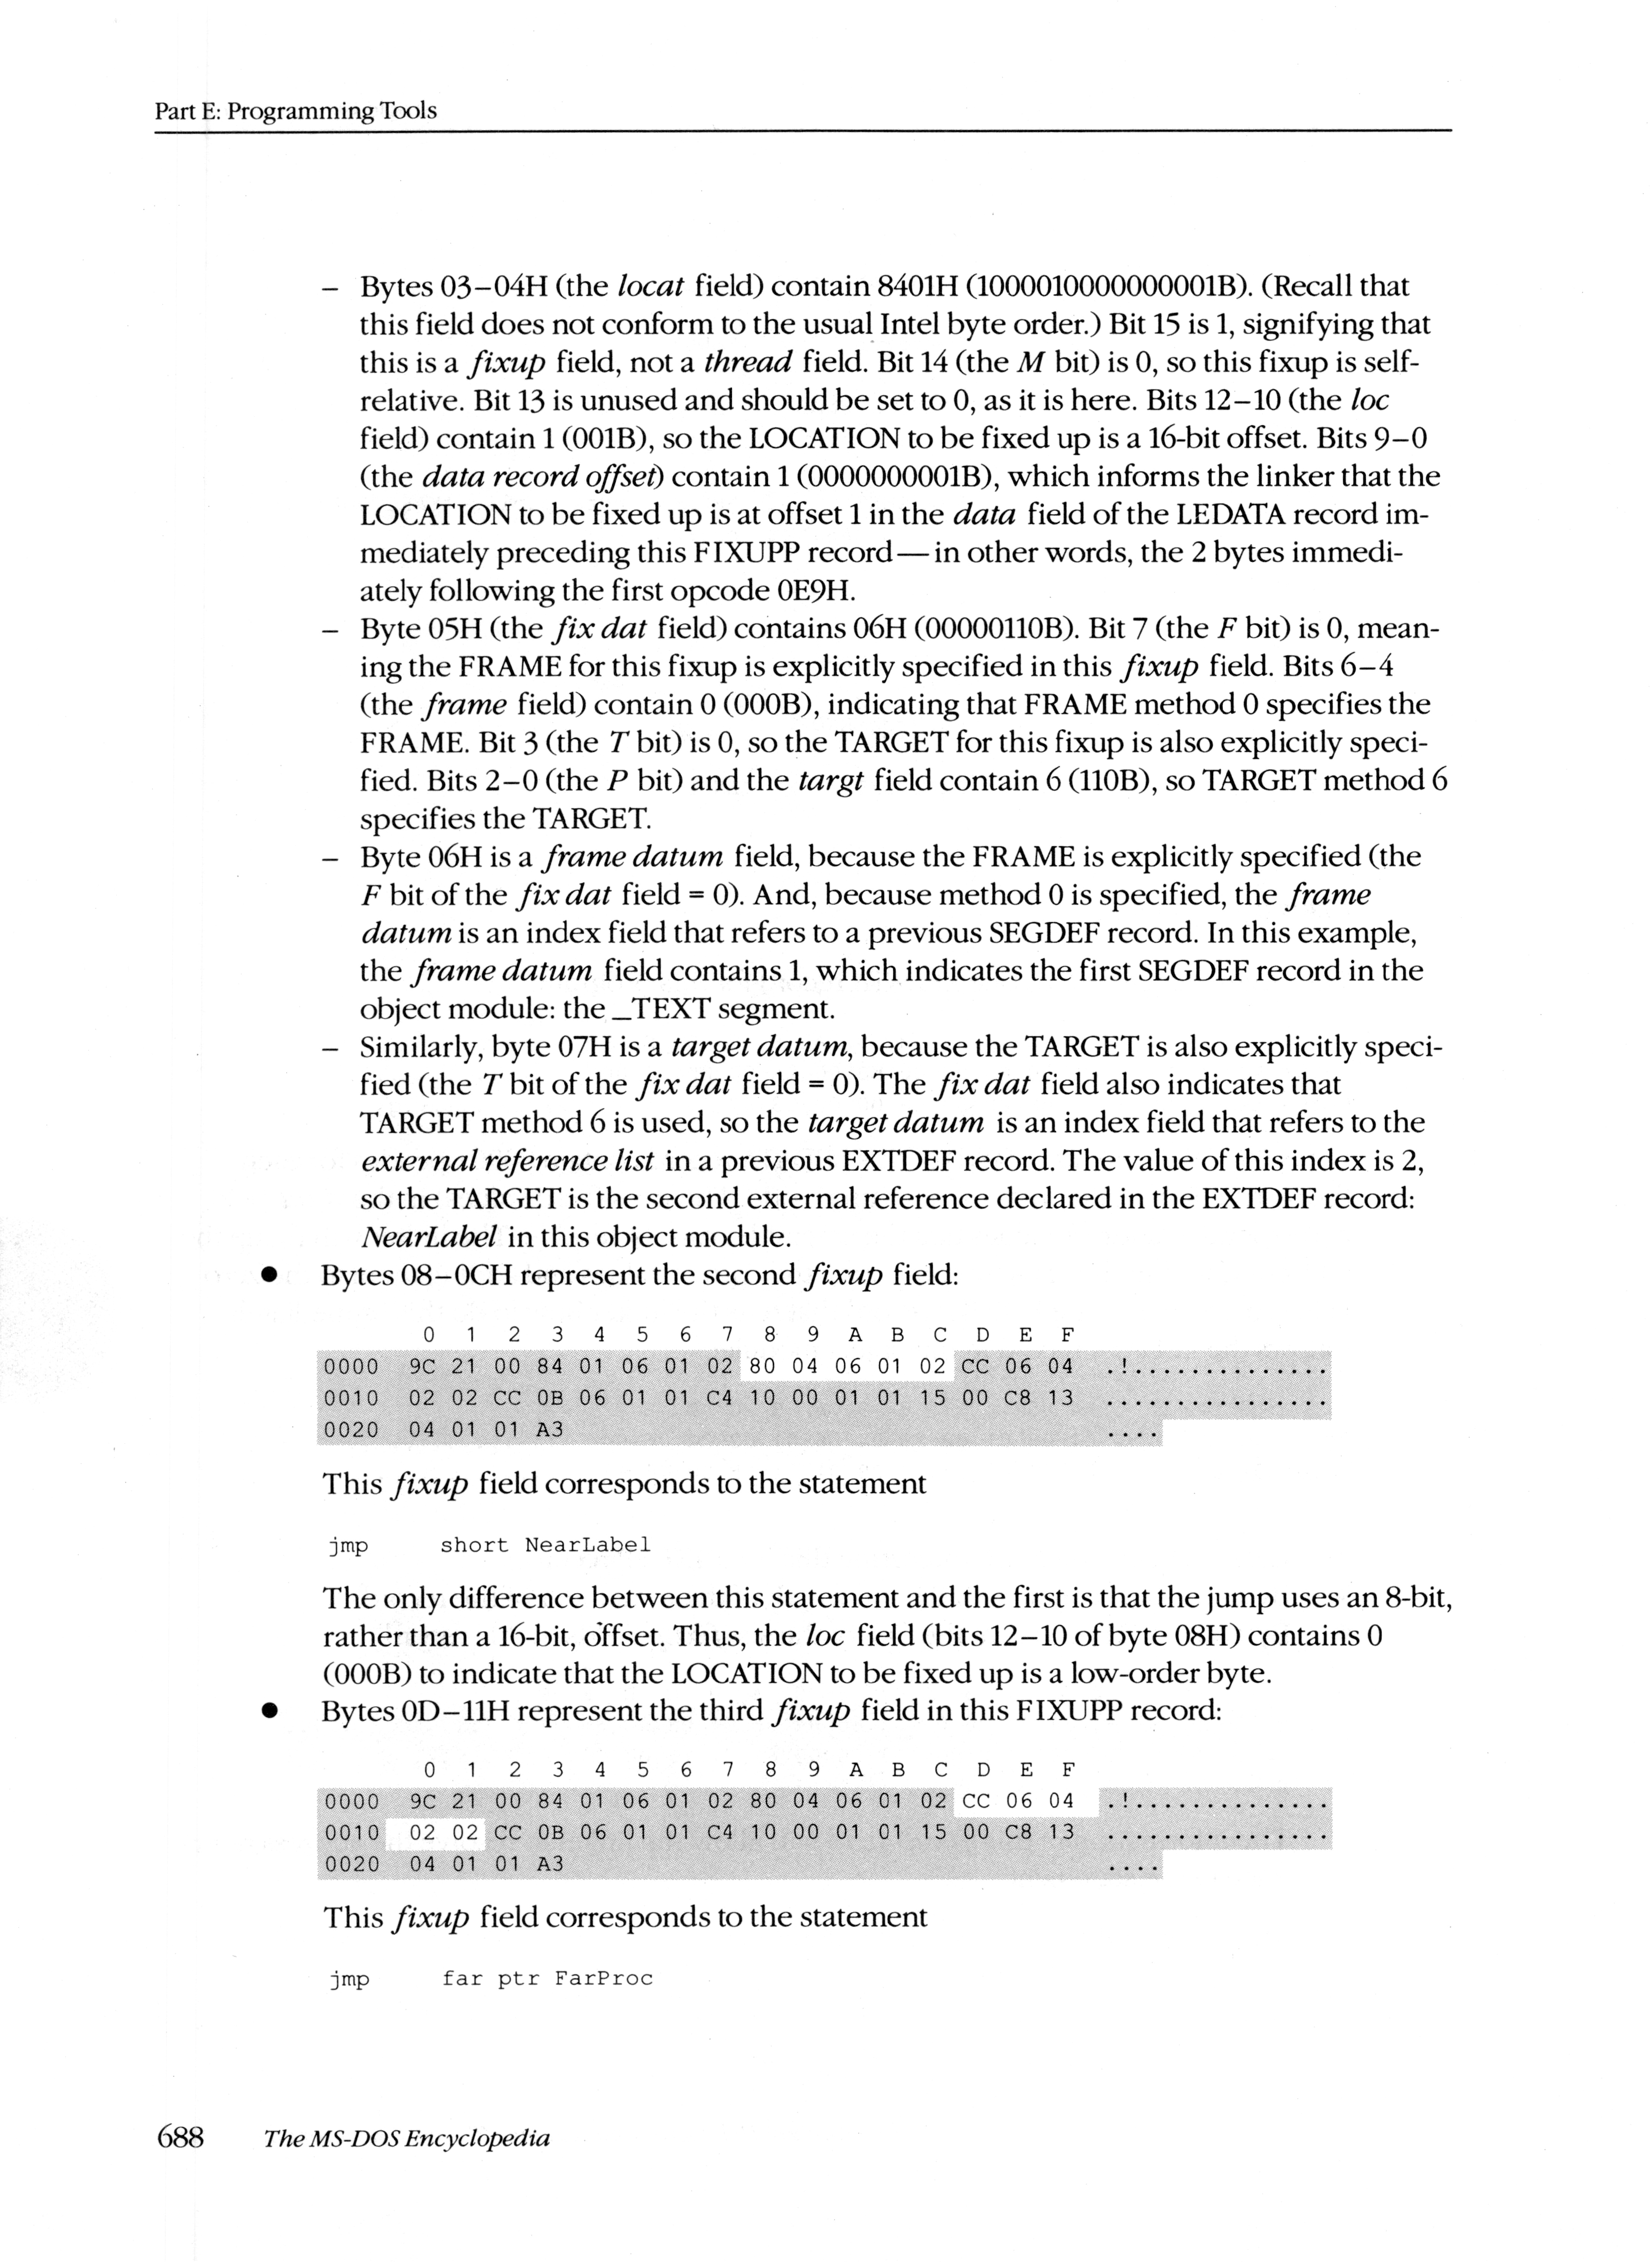 Part E: Programming Tools
– Bytes 03–04H (the locat field) contain 8401H (1000010000000001B). (Recall that
this field does not conform to the usual Intel byte order.) Bit 15 is 1, signifying that
this is a fixup field, not a thread field. Bit 14 (the M bit) is 0, so this fixup is self-
relative. Bit 13 is unused and should be set to 0, as it is here. Bits 12–10 (the loc
field) contain 1 (001B), so the LOCATION to be fixed up is a 16-bit offset. Bits 9–0
(the data record offset) contain 1 (0000000001B), which informs the linker that the
LOCATION to be fixed up is at offset 1 in the data field of the LEDATA record im-
mediately preceding this FIXUPP record—in other words, the 2 bytes immedi-
ately following the first opcode 0E9H.
– Byte 05H (the fix dat field) contains 06H (00000110B). Bit 7 (the F bit) is 0, mean-
ing the FRAME for this fixup is explicitly specified in this fixup field. Bits 6–4
(the frame field) contain 0 (000B), indicating that FRAME method 0 specifies the
FRAME. Bit 3 (the T bit) is 0, so the TARGET for this fixup is also explicitly speci-
fied. Bits 2–0 (the P bit) and the targt field contain 6 (110B), so TARGET method 6
specifies the TARGET.
– Byte 06H is a frame datum field, because the FRAME is explicitly specified (the
F bit of the fix dat field = 0). And, because method 0 is specified, the frame
datum is an index field that refers to a previous SEGDEF record. In this example,
the frame datum field contains 1, which indicates the first SEGDEF record in the
object module: the _TEXT segment.
– Similarly, byte 07H is a target datum, because the TARGET is also explicitly speci-
fied (the T bit of the fix dat field = 0). The fix dat field also indicates that
TARGET method 6 is used, so the target datum is an index field that refers to the
external reference list in a previous EXTDEF record. The value of this index is 2,
so the TARGET is the second external reference declared in the EXTDEF record:
NearLabel in this object module.
● Bytes 08–0CH represent the second fixup field:
0 1 2 3 4 5 6 7 8 9 A B C D E F
0000 9C 21 00 84 01 06 01 02 80 04 06 01 02 CC 06 04 .!..............
0010 02 02 CC 0B 06 01 01 C4 10 00 01 01 15 00 C8 13 ................
0020 04 01 01 A3 ....
This fixup field corresponds to the statement
jmp short NearLabel
The only difference between this statement and the first is that the jump uses an 8-bit,
rather than a 16-bit, offset. Thus, the loc field (bits 12–10 of byte 08H) contains 0
(000B) to indicate that the LOCATION to be fixed up is a low-order byte.
● Bytes 0D–11H represent the third fixup field in this FIXUPP record:
0 1 2 3 4 5 6 7 8 9 A B C D E F
0000 9C 21 00 84 01 06 01 02 80 04 06 01 02 CC 06 04 .!..............
0010 02 02 CC 0B 06 01 01 C4 10 00 01 01 15 00 C8 13 ................
0020 04 01 01 A3 ....
This fixup field corresponds to the statement
jmp far ptr FarProc
688 The MS-DOS Encyclopedia